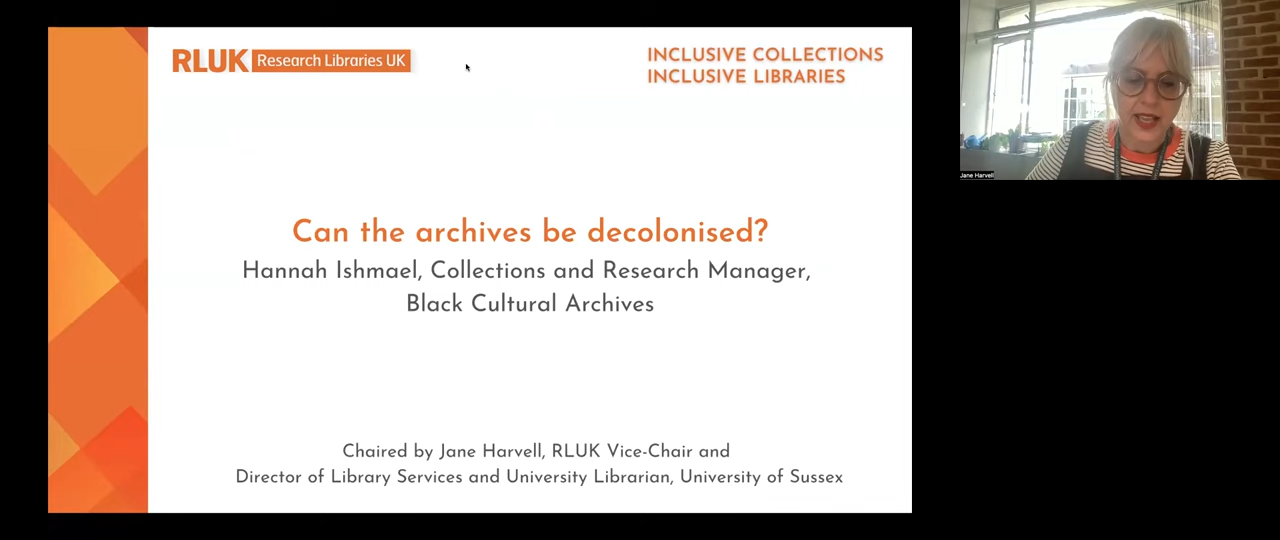 RLUK Research Libraries UK
INCLUSIVE COLLECTIONS
INCLUSIVE LIBRARIES
Can the archives be decolonised?
Hannah Ishmael, Collections and Research Manager,
Black Cultural Archives
Chaired by Jane Harvell, RLUK Vice-Chair and
Director of Library Services and University Librarian, University of Sussex
Jane Harvell